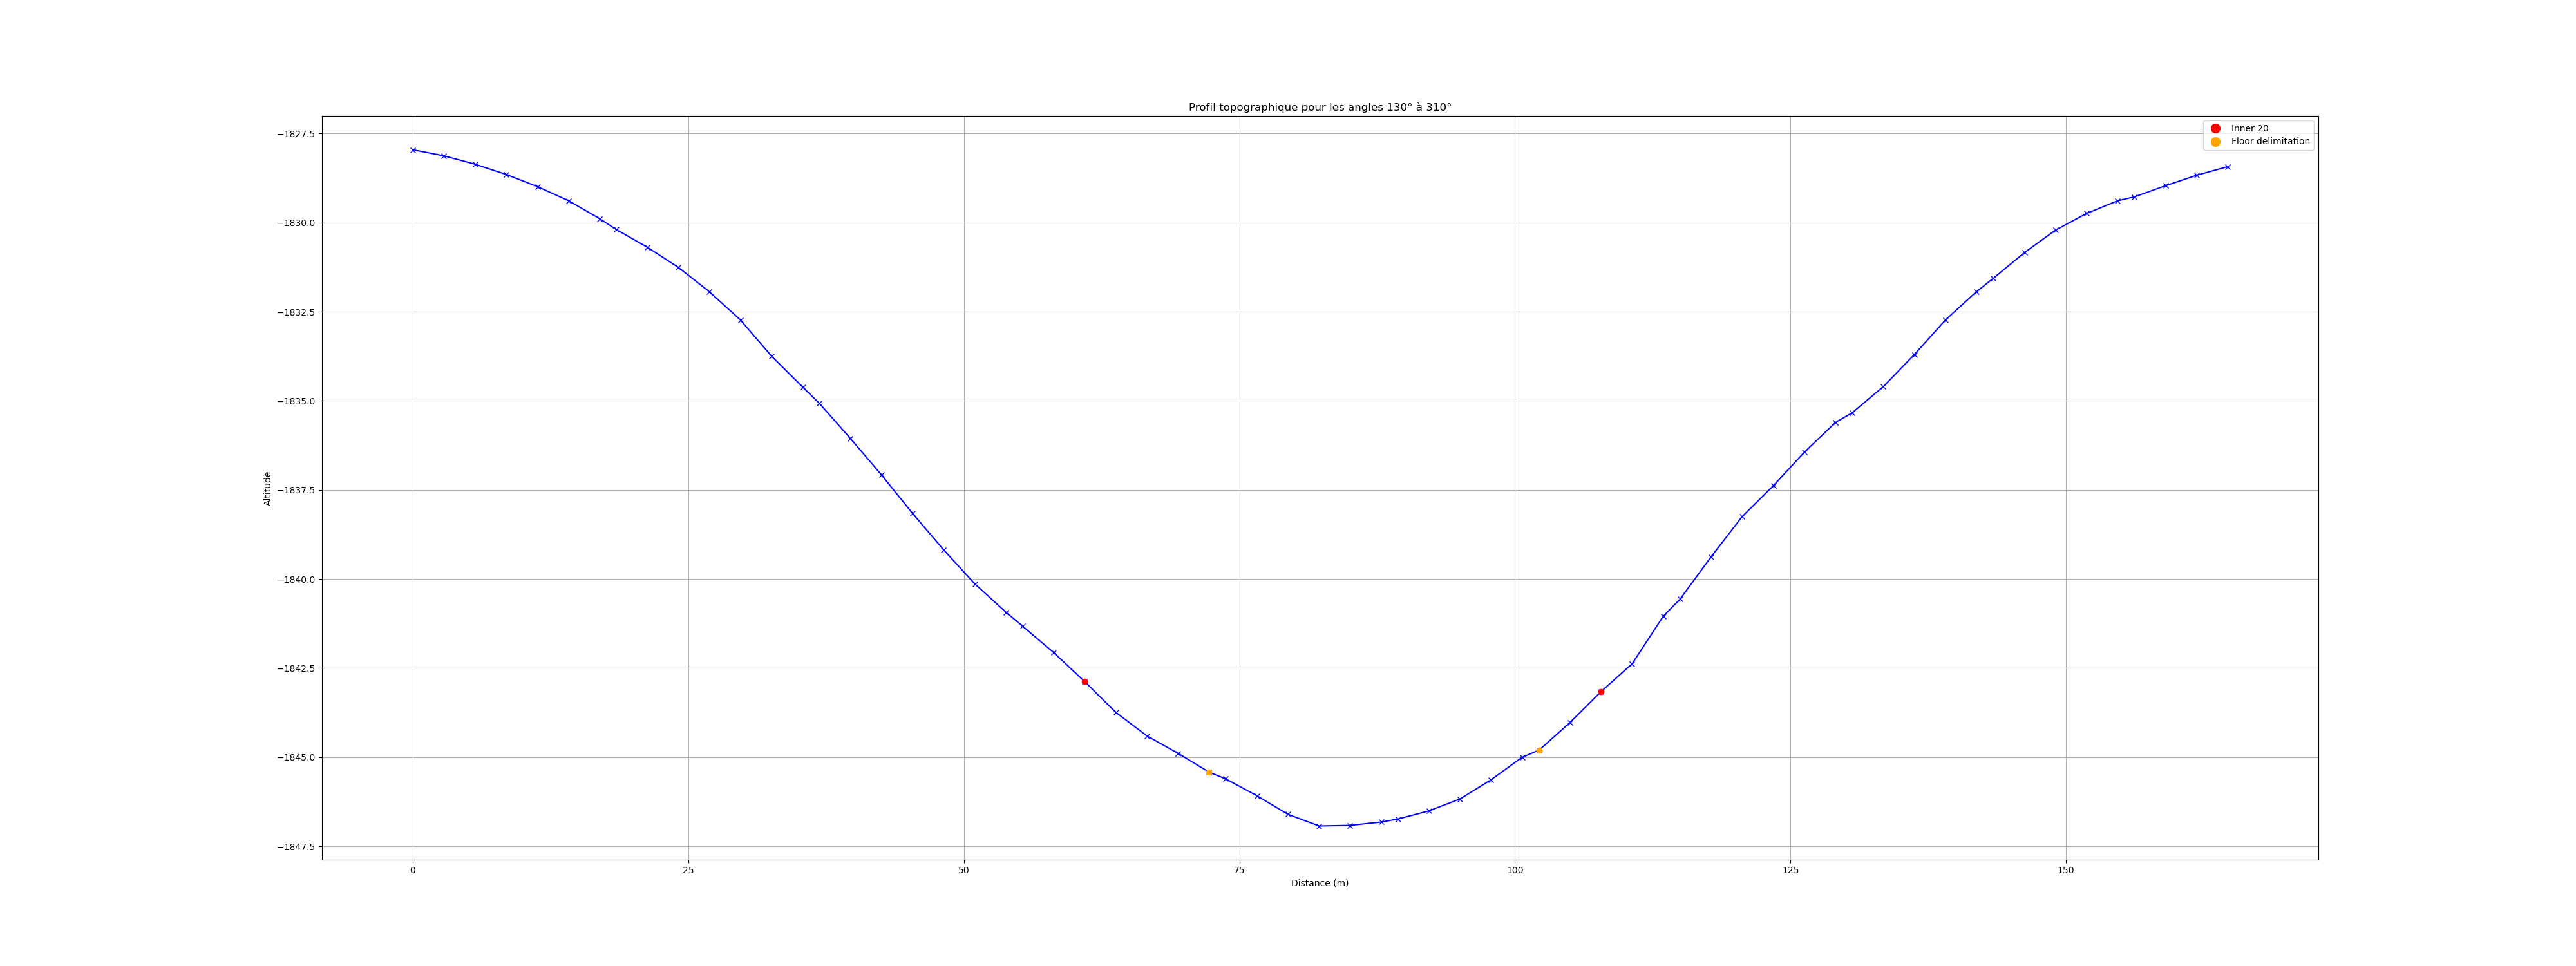 Profil topographique pour les angles 130° à 310°
Inner 20
Floor delimitation
−1827.5
−1830.0
−1832.5
−1835.0
−1837.5
−1840.0
−1842.5
−1845.0
−1847.5
Altitude
0 25 50 75 100 125 150
Distance (m)